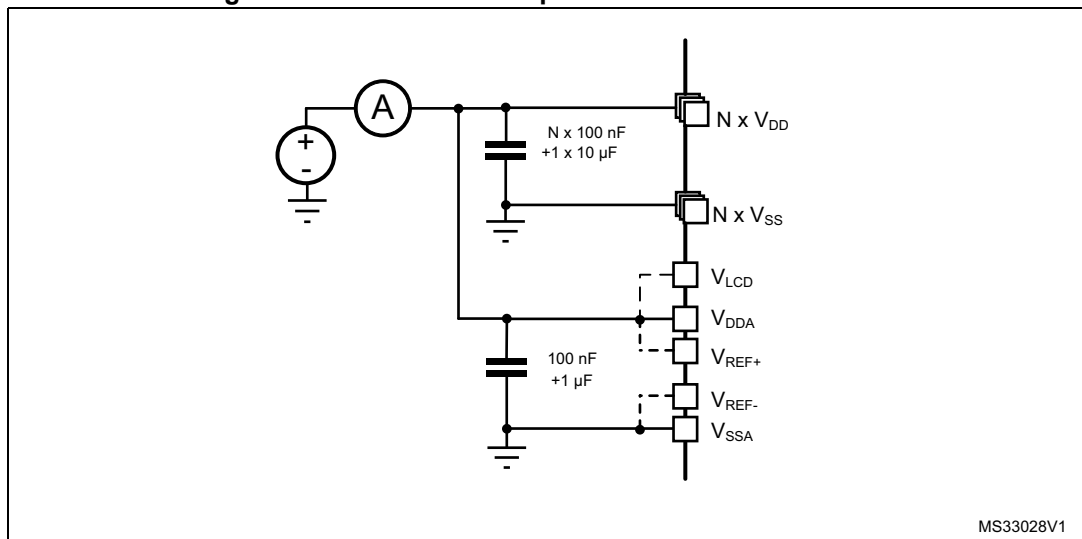 A
+
-
N x 100 nF
+1 x 10 µF
N x VDD
N x VSS
VLCD
VDDA
VREF+
100 nF
+1 µF
VREF-
VSSA
MS33028V1